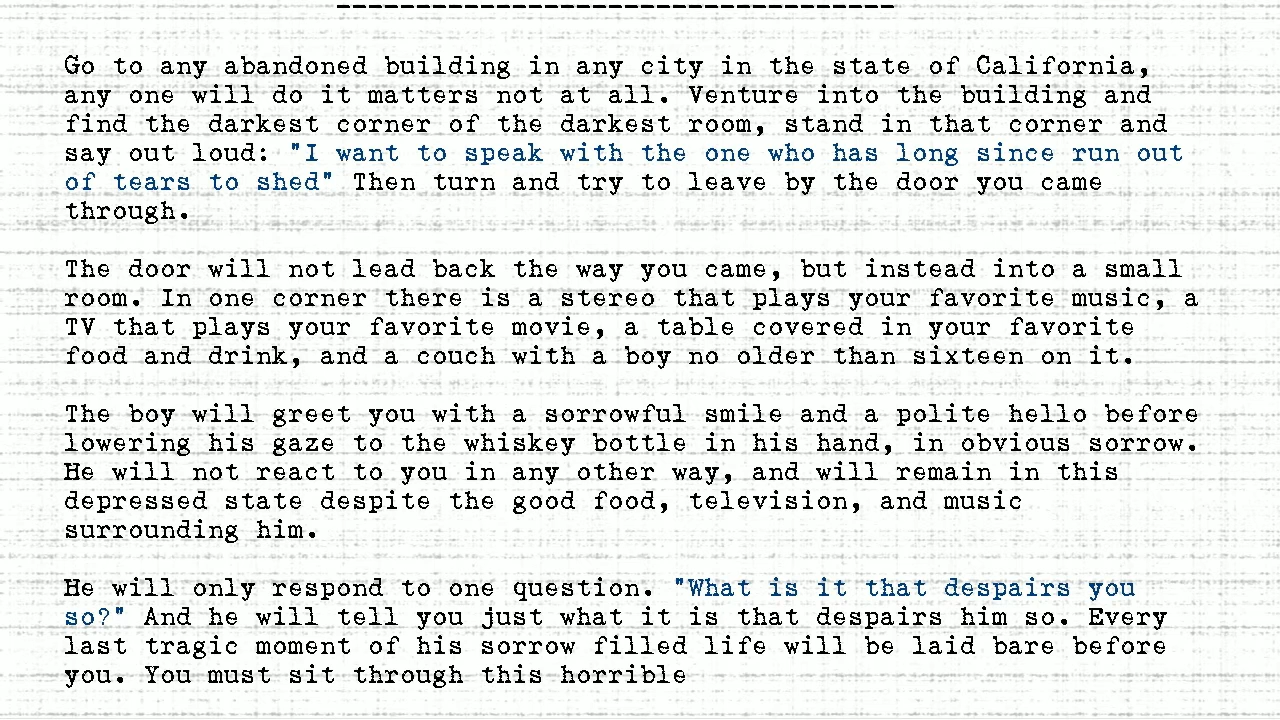 Go to any abandoned building in any city in the state of California,
any one will do it matters not at all. Venture into the building and
find the darkest corner of the darkest room, stand in that corner and
say out loud: "I want to speak with the one who has long since run out
of tears to shed" Then turn and try to leave by the door you came
through.
The door will not lead back the way you came, but instead into a small
room. In one corner there is a stereo that plays your favorite music, a
TV that plays your favorite movie, a table covered in your favorite
food and drink, and a couch with a boy no older than sixteen on it.
The boy will greet you with a sorrowful smile and a polite hello before
lowering his gaze to the whiskey bottle in his hand, in obvious sorrow.
He will not react to you in any other way, and will remain in this
depressed state despite the good food, television, and music
surrounding him.
He will only respond to one question. "What is it that despairs you
so?" And he will tell you just what it is that despairs him so. Every
last tragic moment of his sorrow filled life will be laid bare before
you. You must sit through this horrible